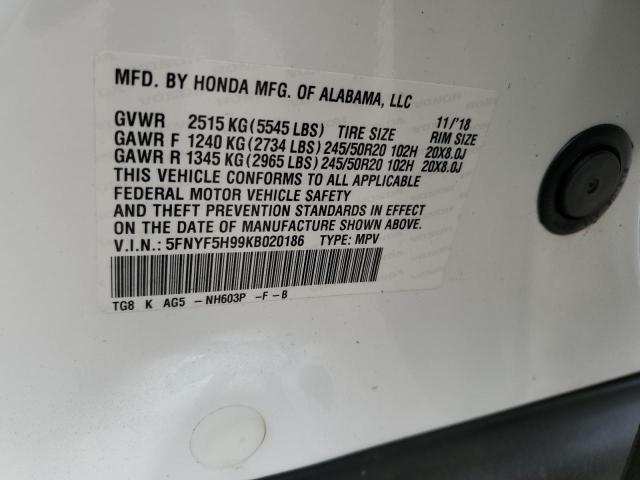 MFD. BY HONDA MFG. OF ALABAMA, LLC
11/'18
GVWR 2515 KG (5545 LBS) TIRE SIZE RIM SIZE
GAWR F 1240 KG (2734 LBS) 245/50R20 102H 20X8.0J
GAWR R 1345 KG (2965 LBS) 245/50R20 102H 20X8.0J
THIS VEHICLE CONFORMS TO ALL APPLICABLE
FEDERAL MOTOR VEHICLE SAFETY
AND THEFT PREVENTION STANDARDS IN EFFECT
ON THE DATE OF MANUFACTURE SHOWN ABOVE.
V.I.N.: 5FNYF5H99KB020186 TYPE: MPV
TG8 K AG5 -NH603P -F-B